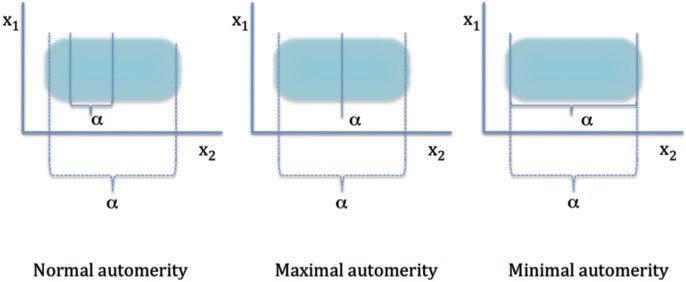 x1 x1 x1
α α α
x2 x2 x2
α α α
Normal automerity Maximal automerity Minimal automerity